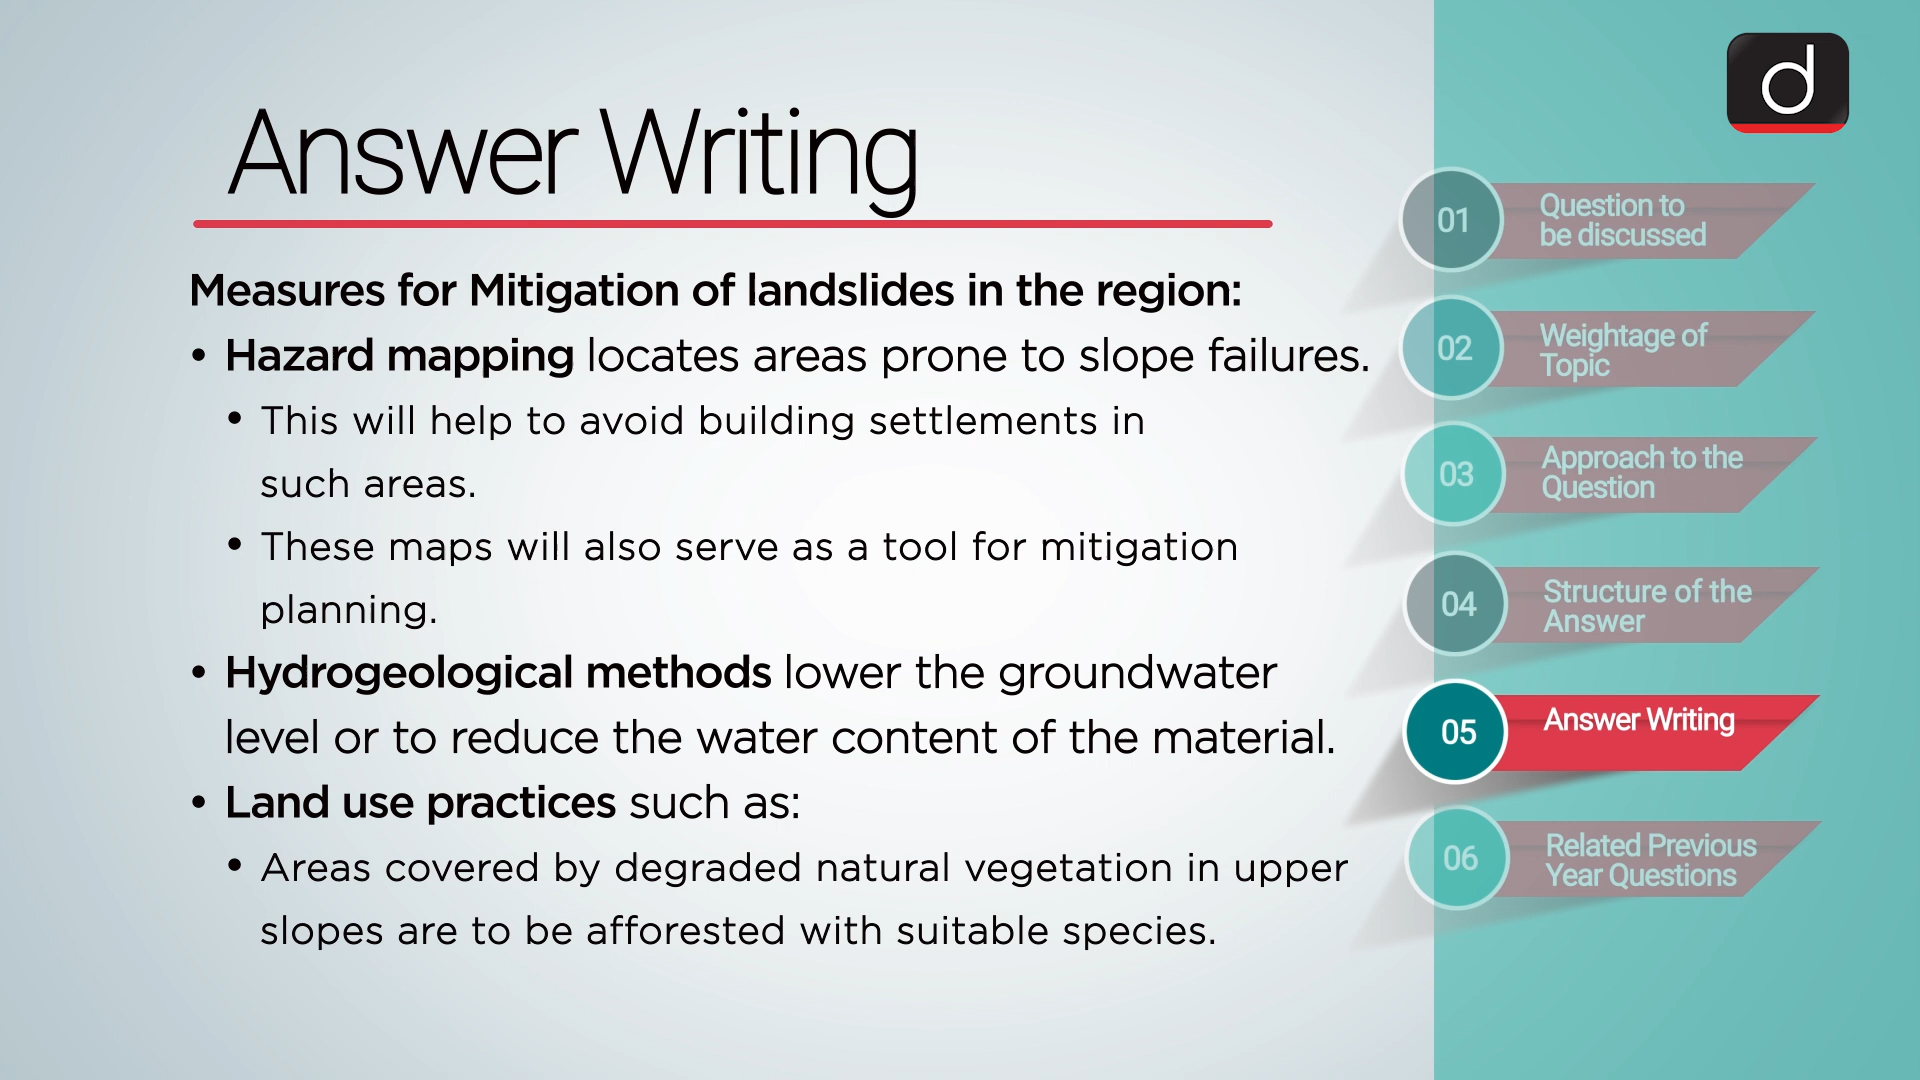 Answer Writing
Measures for Mitigation of landslides in the region:
• Hazard mapping locates areas prone to slope failures.
• This will help to avoid building settlements in
such areas.
• These maps will also serve as a tool for mitigation
planning.
• Hydrogeological methods lower the groundwater
level or to reduce the water content of the material.
• Land use practices such as:
• Areas covered by degraded natural vegetation in upper
slopes are to be afforested with suitable species.
d
01 Question to
be discussed
02 Weightage of
Topic
03 Approach to the
Question
04 Structure of the
Answer
05 Answer Writing
06 Related Previous
Year Questions